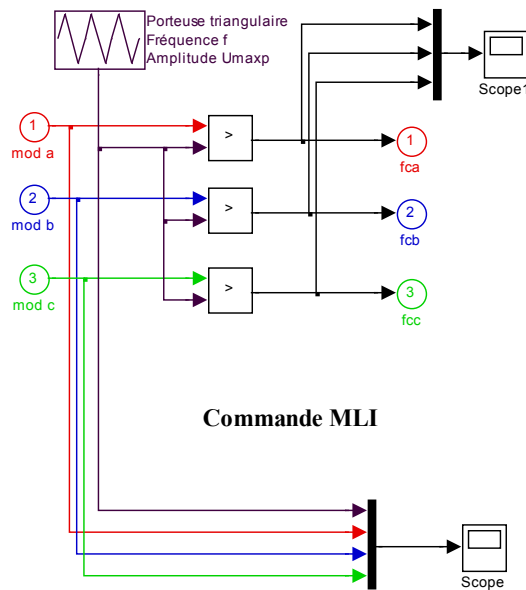 Porteuse triangulaire
Fréquence f
Amplitude Umaxp
Scope1
1
mod a
>
1
fca
2
mod b
>
2
fcb
3
mod c
>
3
fcc
Commande MLI
Scope